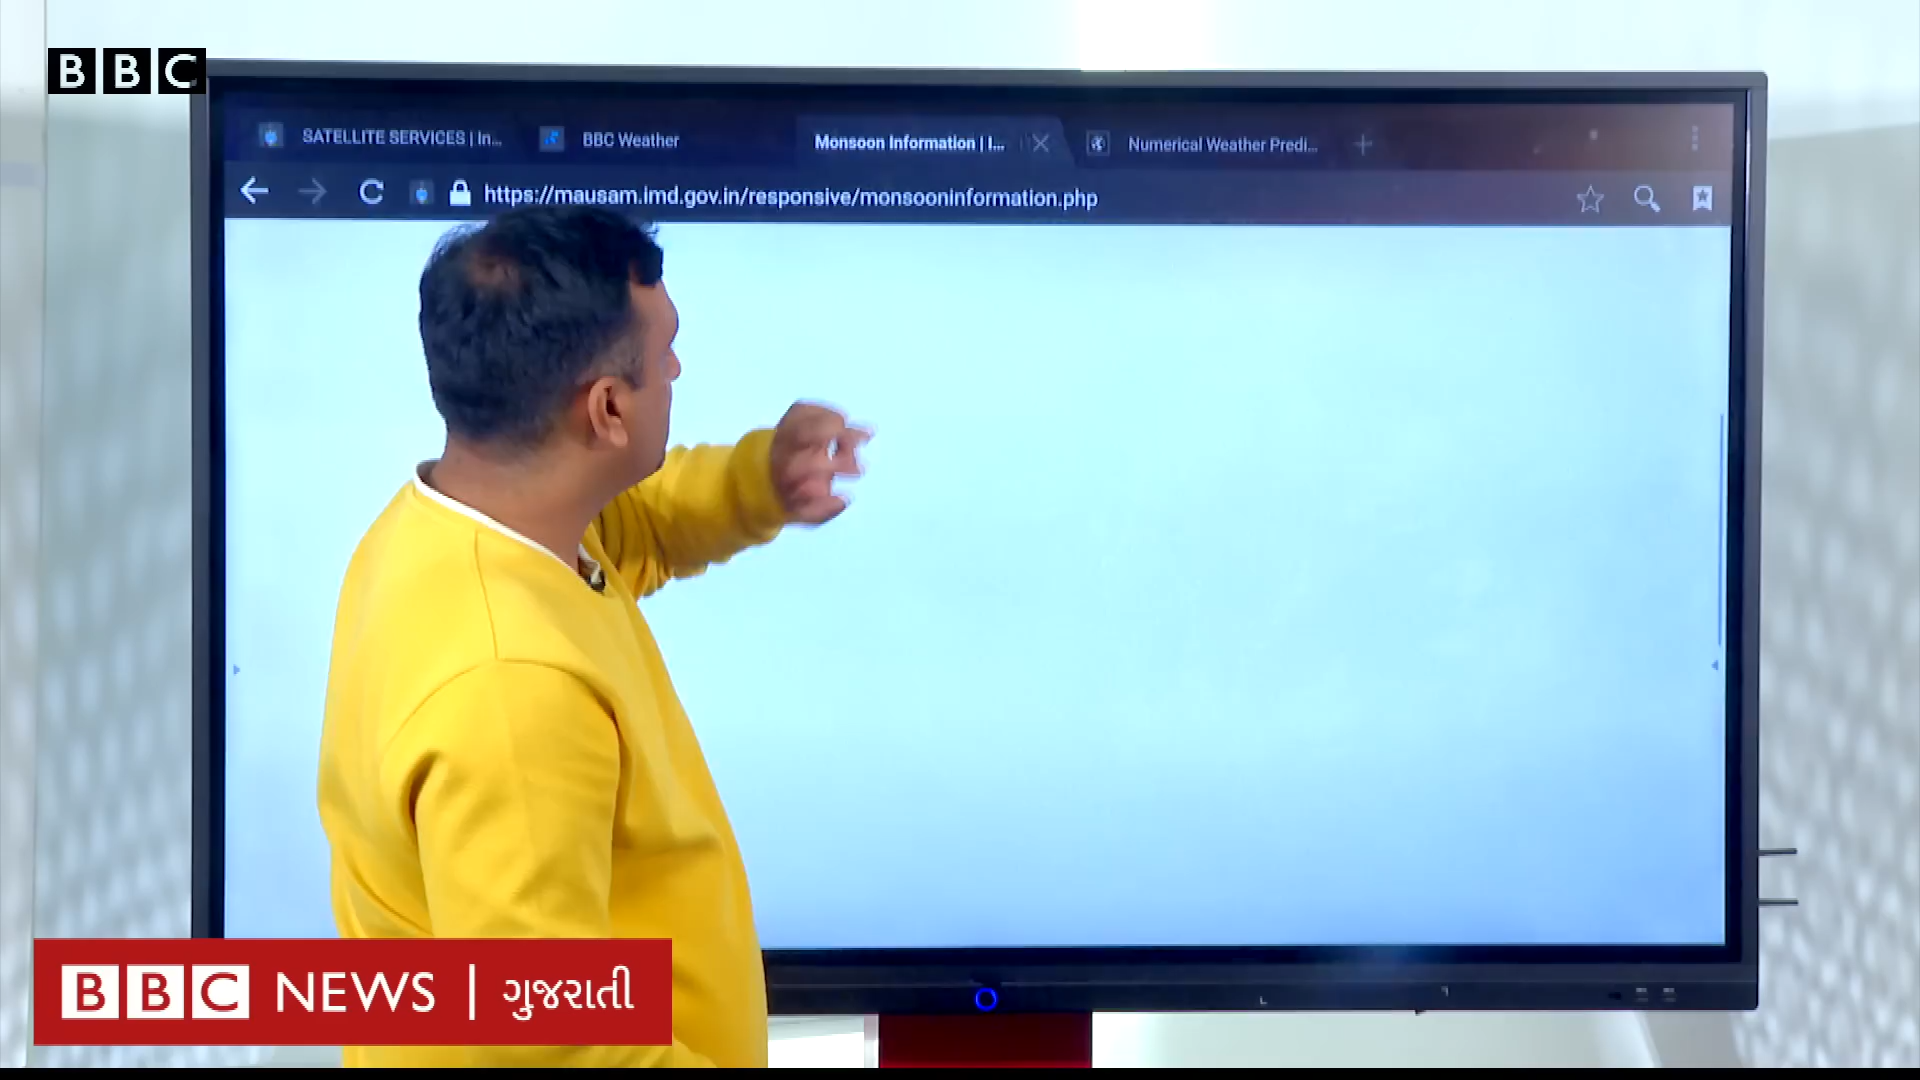 BBC
SATELLITE SERVICES | In...
BBC Weather
Monsoon Information | I...
Numerical Weather Predi...
https://mausam.imd.gov.in/responsive/monsooninformation.php
BBC NEWS | ગુજરાતી